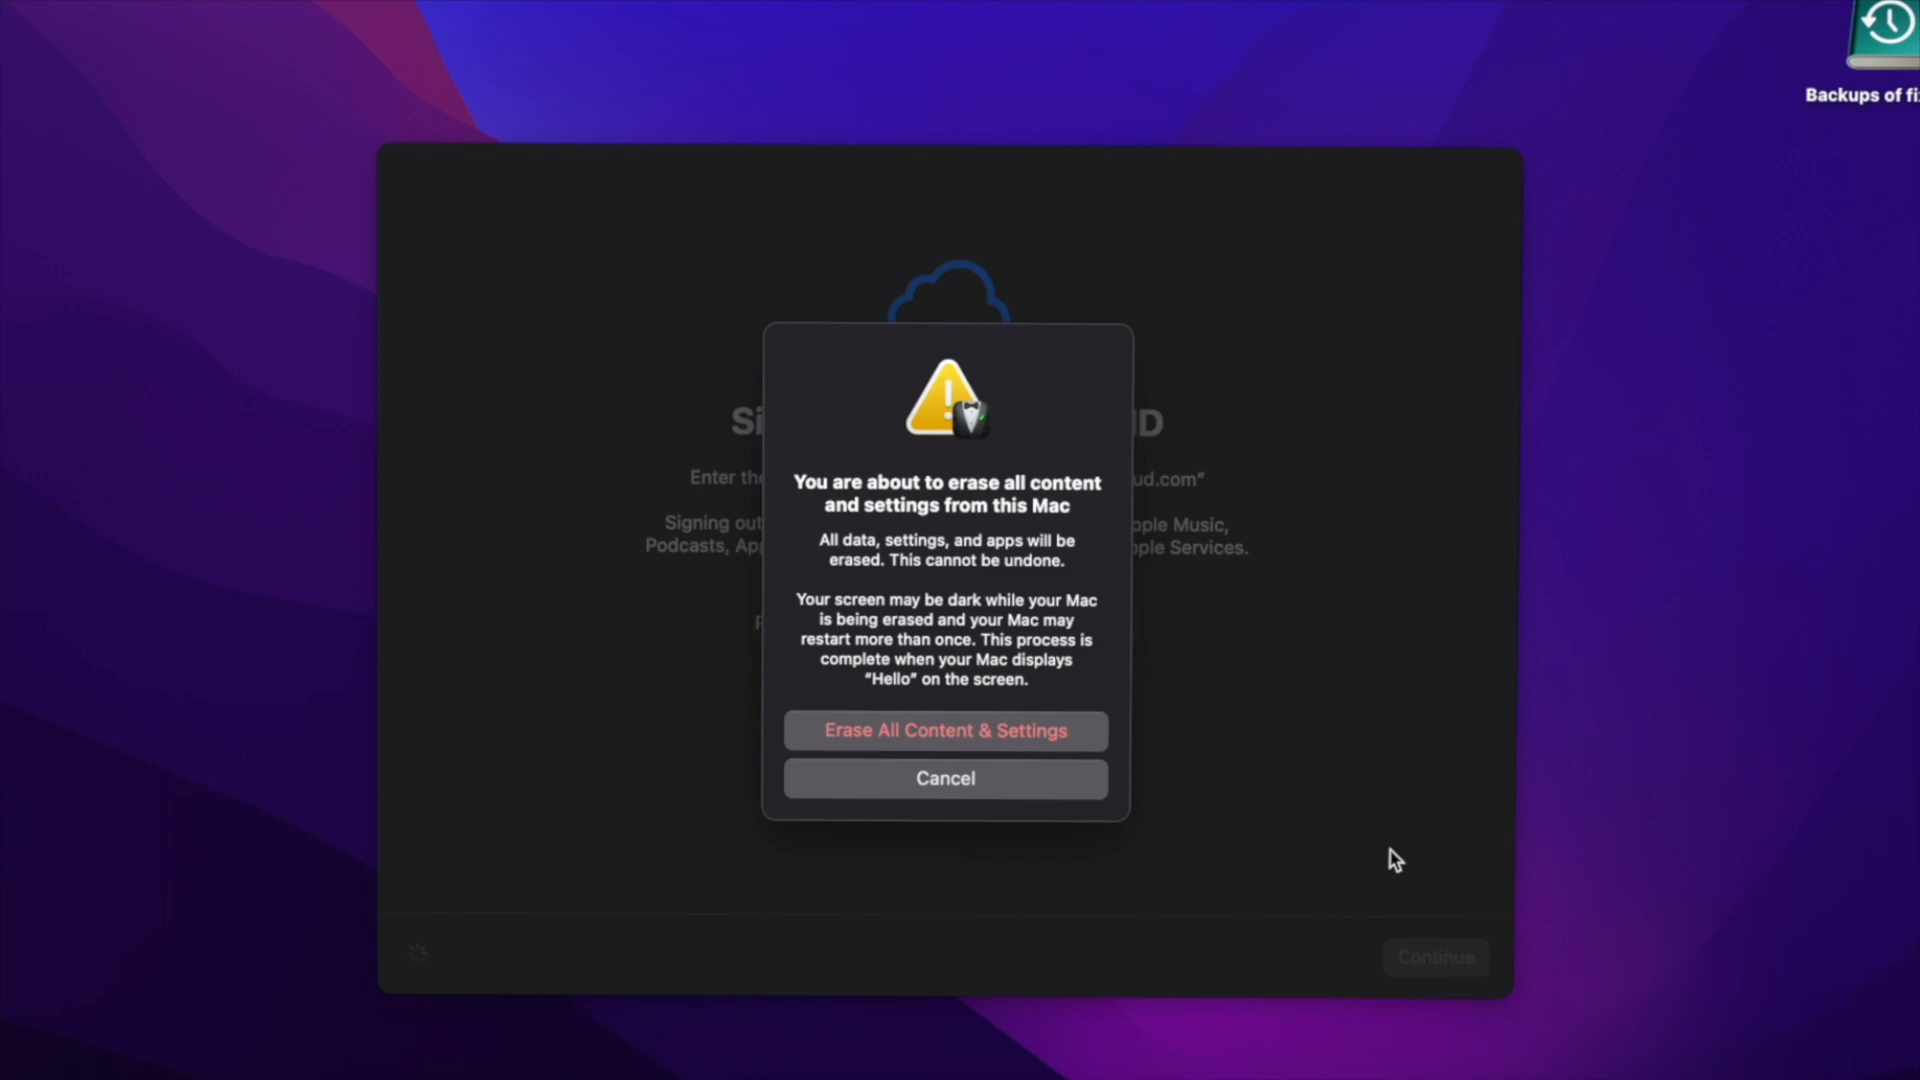 Backups of fi
Si
ID
Enter the
ud.com"
Signing out
ople Music,
Podcasts, App
ople Services.
You are about to erase all content
and settings from this Mac
All data, settings, and apps will be
erased. This cannot be undone.
Your screen may be dark while your Mac
is being erased and your Mac may
restart more than once. This process is
complete when your Mac displays
“Hello” on the screen.
Erase All Content & Settings
Cancel
Continue